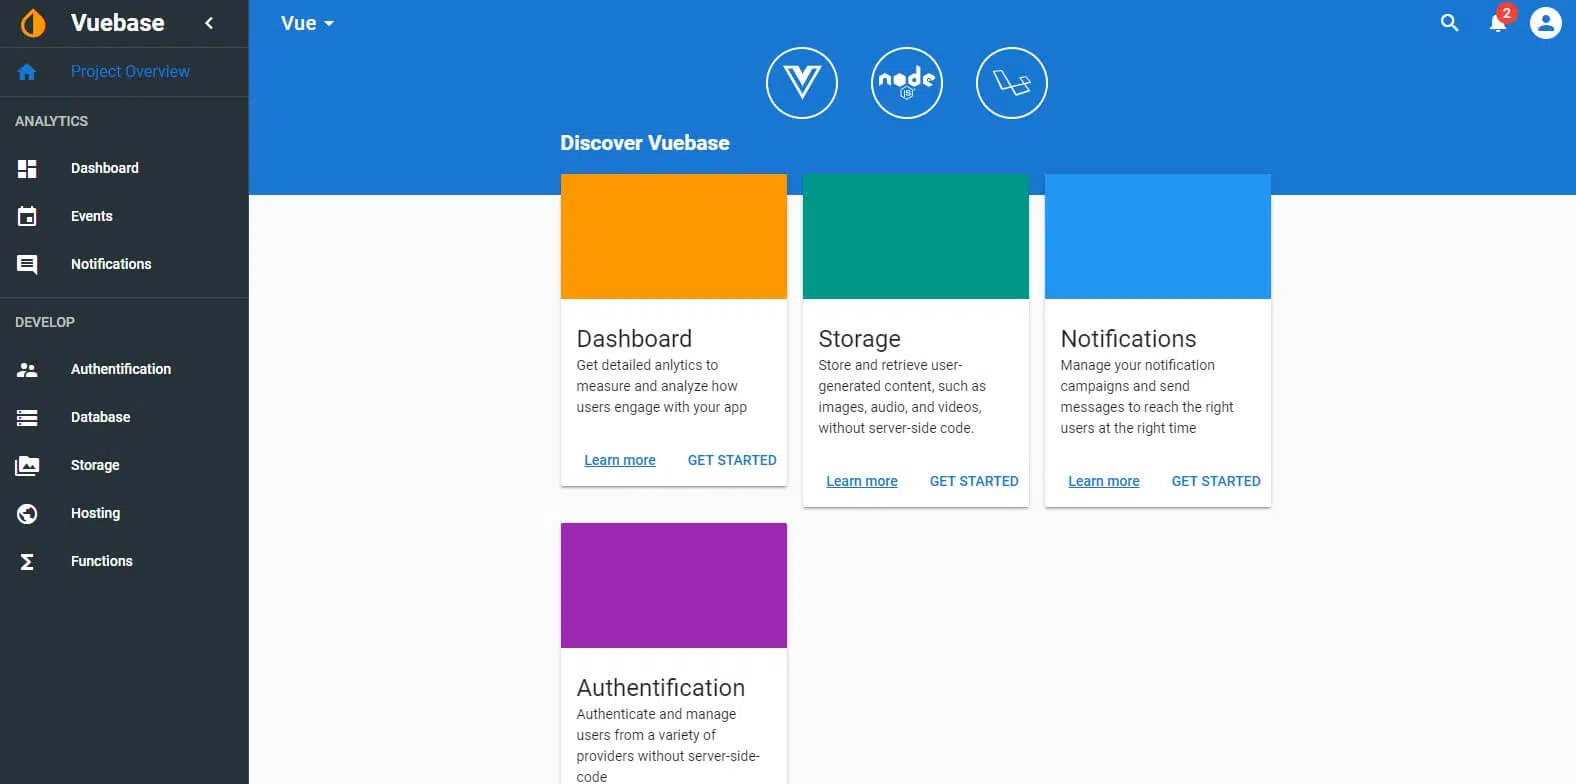 Vuebase
Project Overview
ANALYTICS
Dashboard
Events
Notifications
DEVELOP
Authentification
Database
Storage
Hosting
Functions
Vue
2
node
JS
Discover Vuebase
Dashboard
Get detailed anlytics to
measure and analyze how
users engage with your app
Learn more
GET STARTED
Storage
Store and retrieve user-
generated content, such as
images, audio, and videos,
without server-side code.
Learn more
GET STARTED
Notifications
Manage your notification
campaigns and send
messages to reach the right
users at the right time
Learn more
GET STARTED
Authentification
Authenticate and manage
users from a variety of
providers without server-side-
code